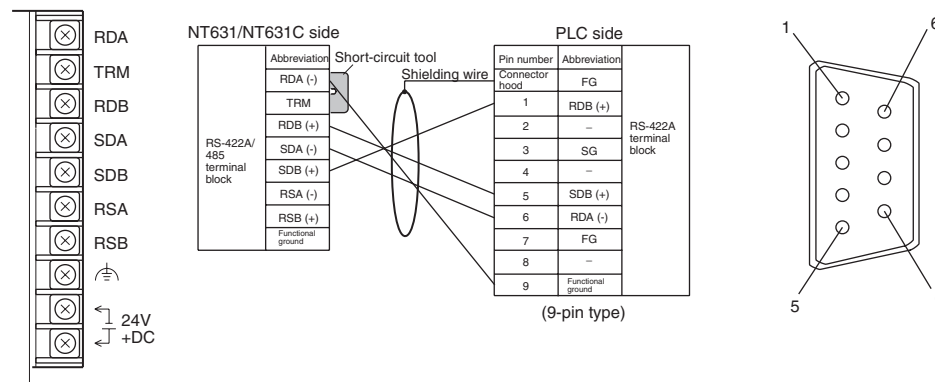 RDA
TRM
RDB
SDA
SDB
RSA
RSB
24V
+DC
NT631/NT631C side
Abbreviation
RDA (-)
TRM
RDB (+)
SDA (-)
SDB (+)
RSA (-)
RSB (+)
Functional
ground
RS-422A/
485
terminal
block
Short-circuit tool
Shielding wire
PLC side
Pin number Abbreviation
Connector
hood FG
1 RDB (+)
2 –
3 SG
4 –
5 SDB (+)
6 RDA (-)
7 FG
8 –
9 Functional
ground
RS-422A
terminal
block
(9-pin type)
1
6
5